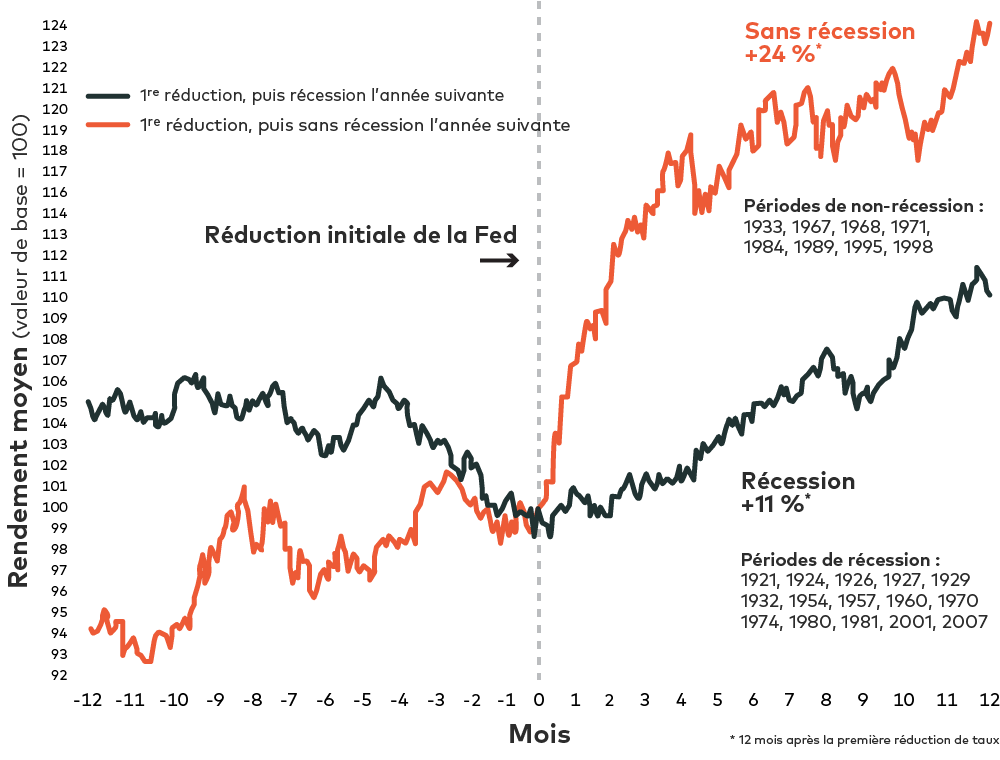 Rendement moyen (valeur de base = 100)
124
123
122
121
120
119
118
117
116
114
113
112
111
110
109
108
107
106
105
104
103
102
101
100
99
98
97
96
95
94
93
92
1re réduction, puis récession l'année suivante
1re réduction, puis sans récession l'année suivante
Réduction initiale de la Fed
→
Sans récession
+24 %*
Périodes de non-récession :
1933, 1967, 1968, 1971,
1984, 1989, 1995, 1998
Récession
+11 %*
Périodes de récession :
1921, 1924, 1926, 1927, 1929
1932, 1954, 1957, 1960, 1970
1974, 1980, 1981, 2001, 2007
-12 -11 -10 -9 -8 -7 -6 -5 -4 -3 -2 -1 0 1 2 3 4 5 6 7 8 9 10 11 12
Mois
* 12 mois après la première réduction de taux